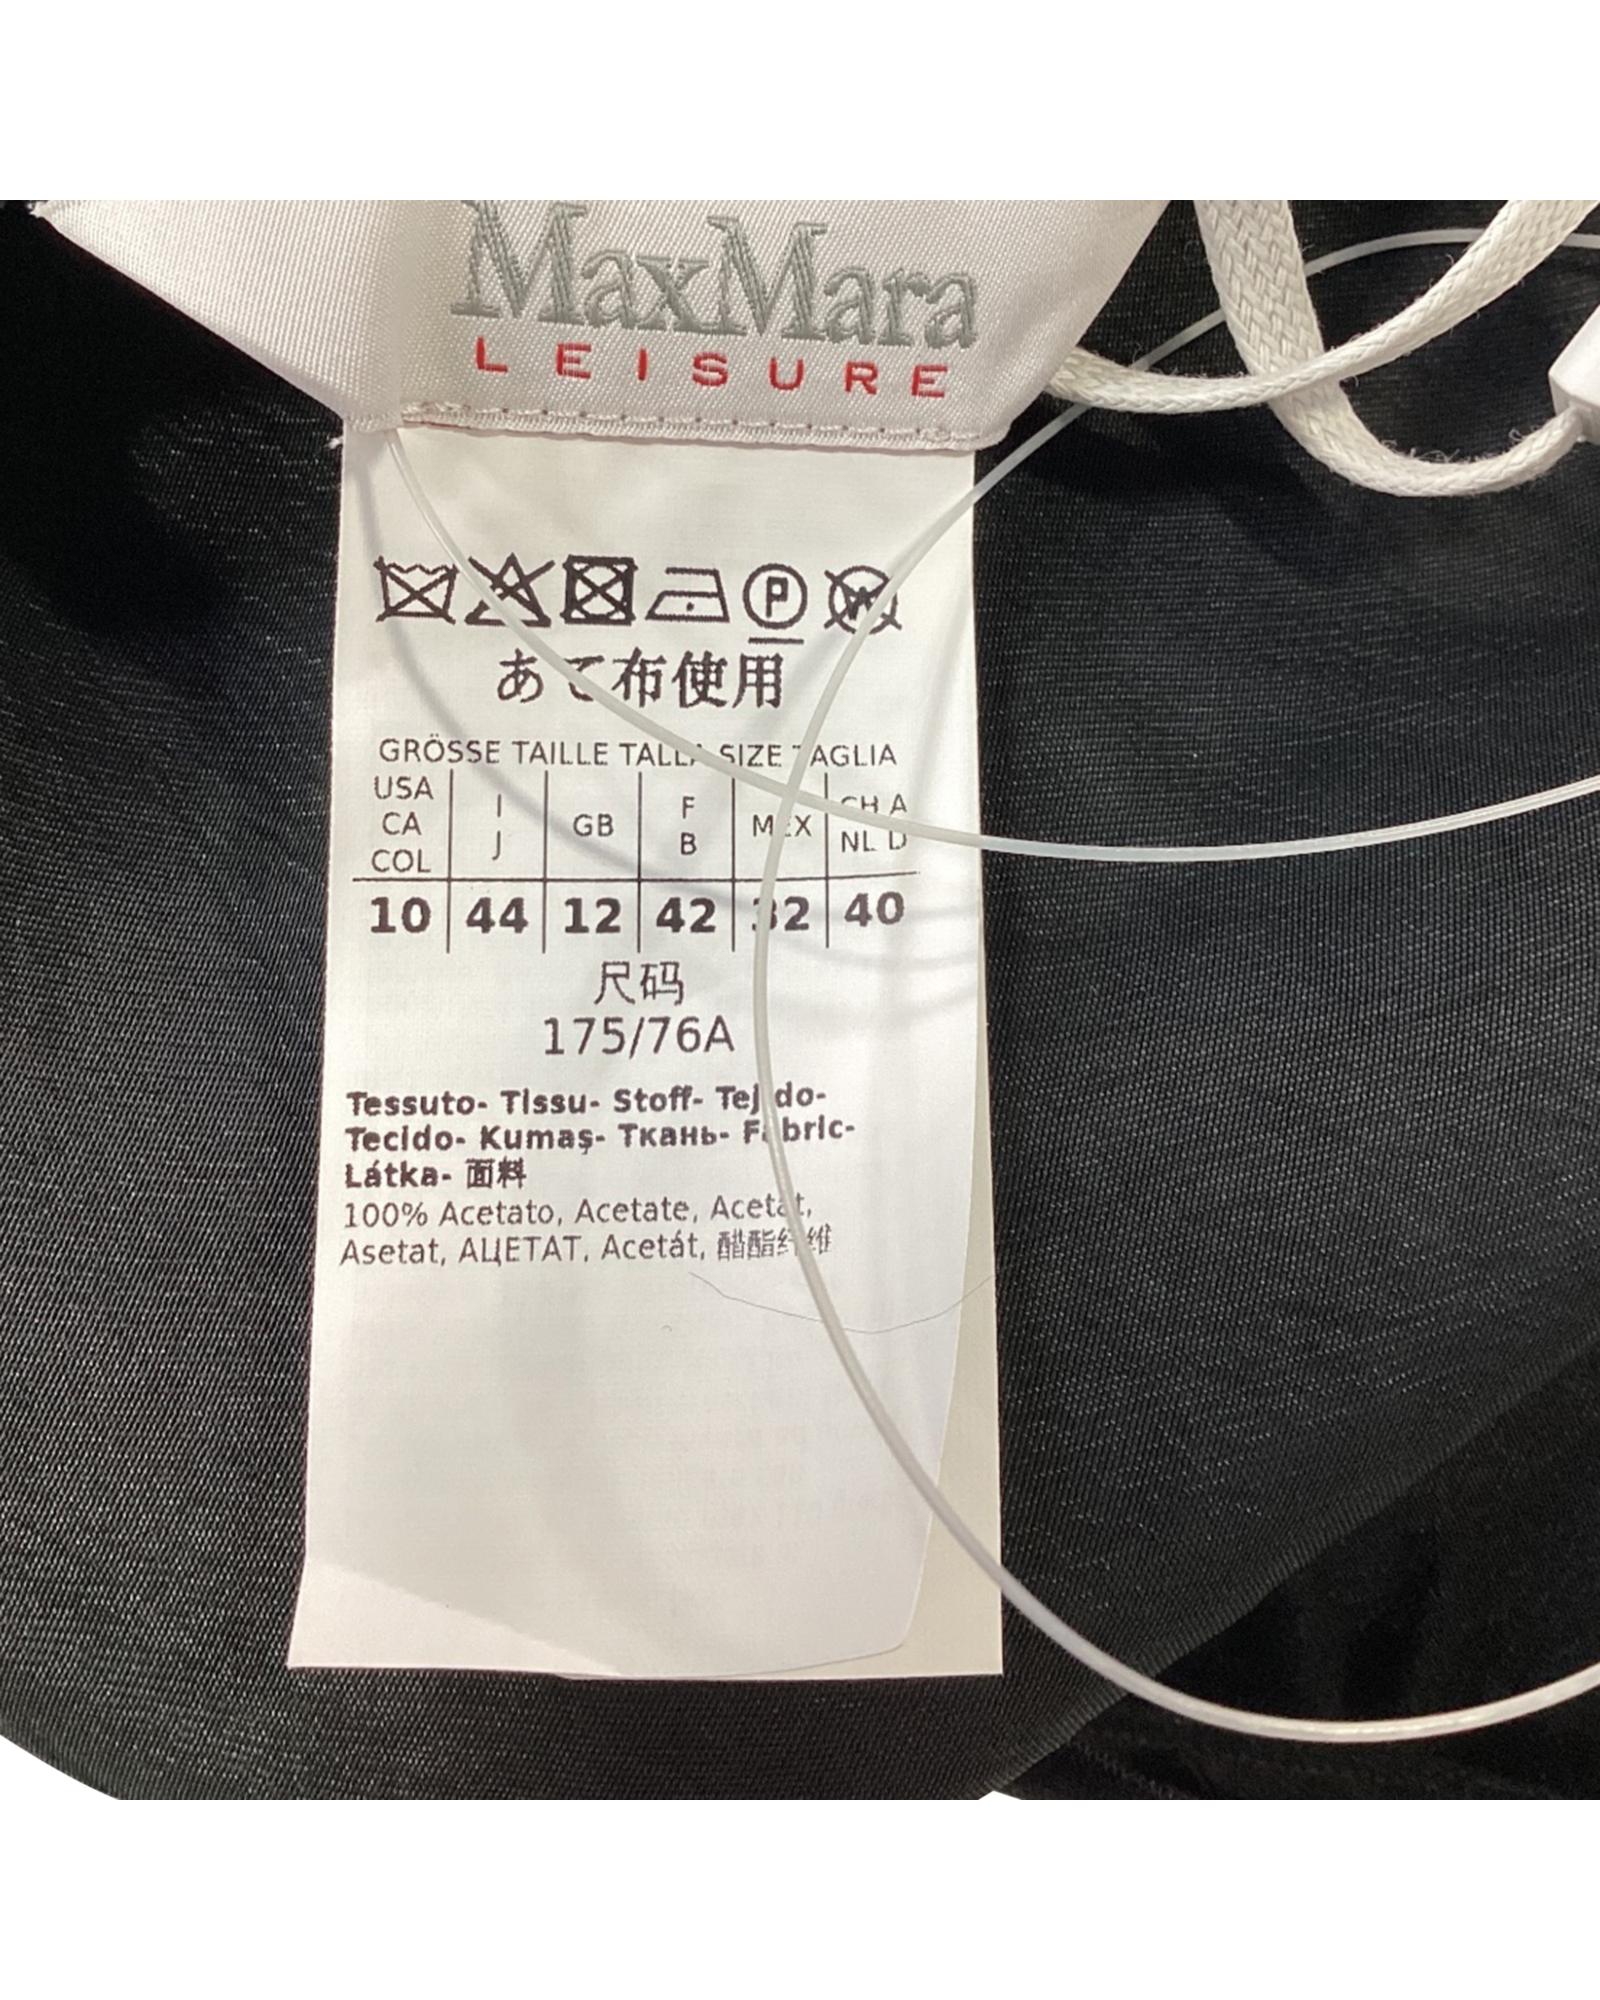 MaxMara
LEISURE
P W
あて布使用
GRÖSSE TAILLE TALLA SIZE TAGLIA
USA CA COL I J GB F B MEX CH A NL D
10 44 12 42 32 40
尺码
175/76A
Tessuto- Tissu- Stoff- Tejido-
Tecido- Kumaş- Ткань- Fabric-
Látka- 面料
100% Acetato, Acetate, Acetat,
Asetat, АЦЕТАТ, Acetát, 醋酯纤维